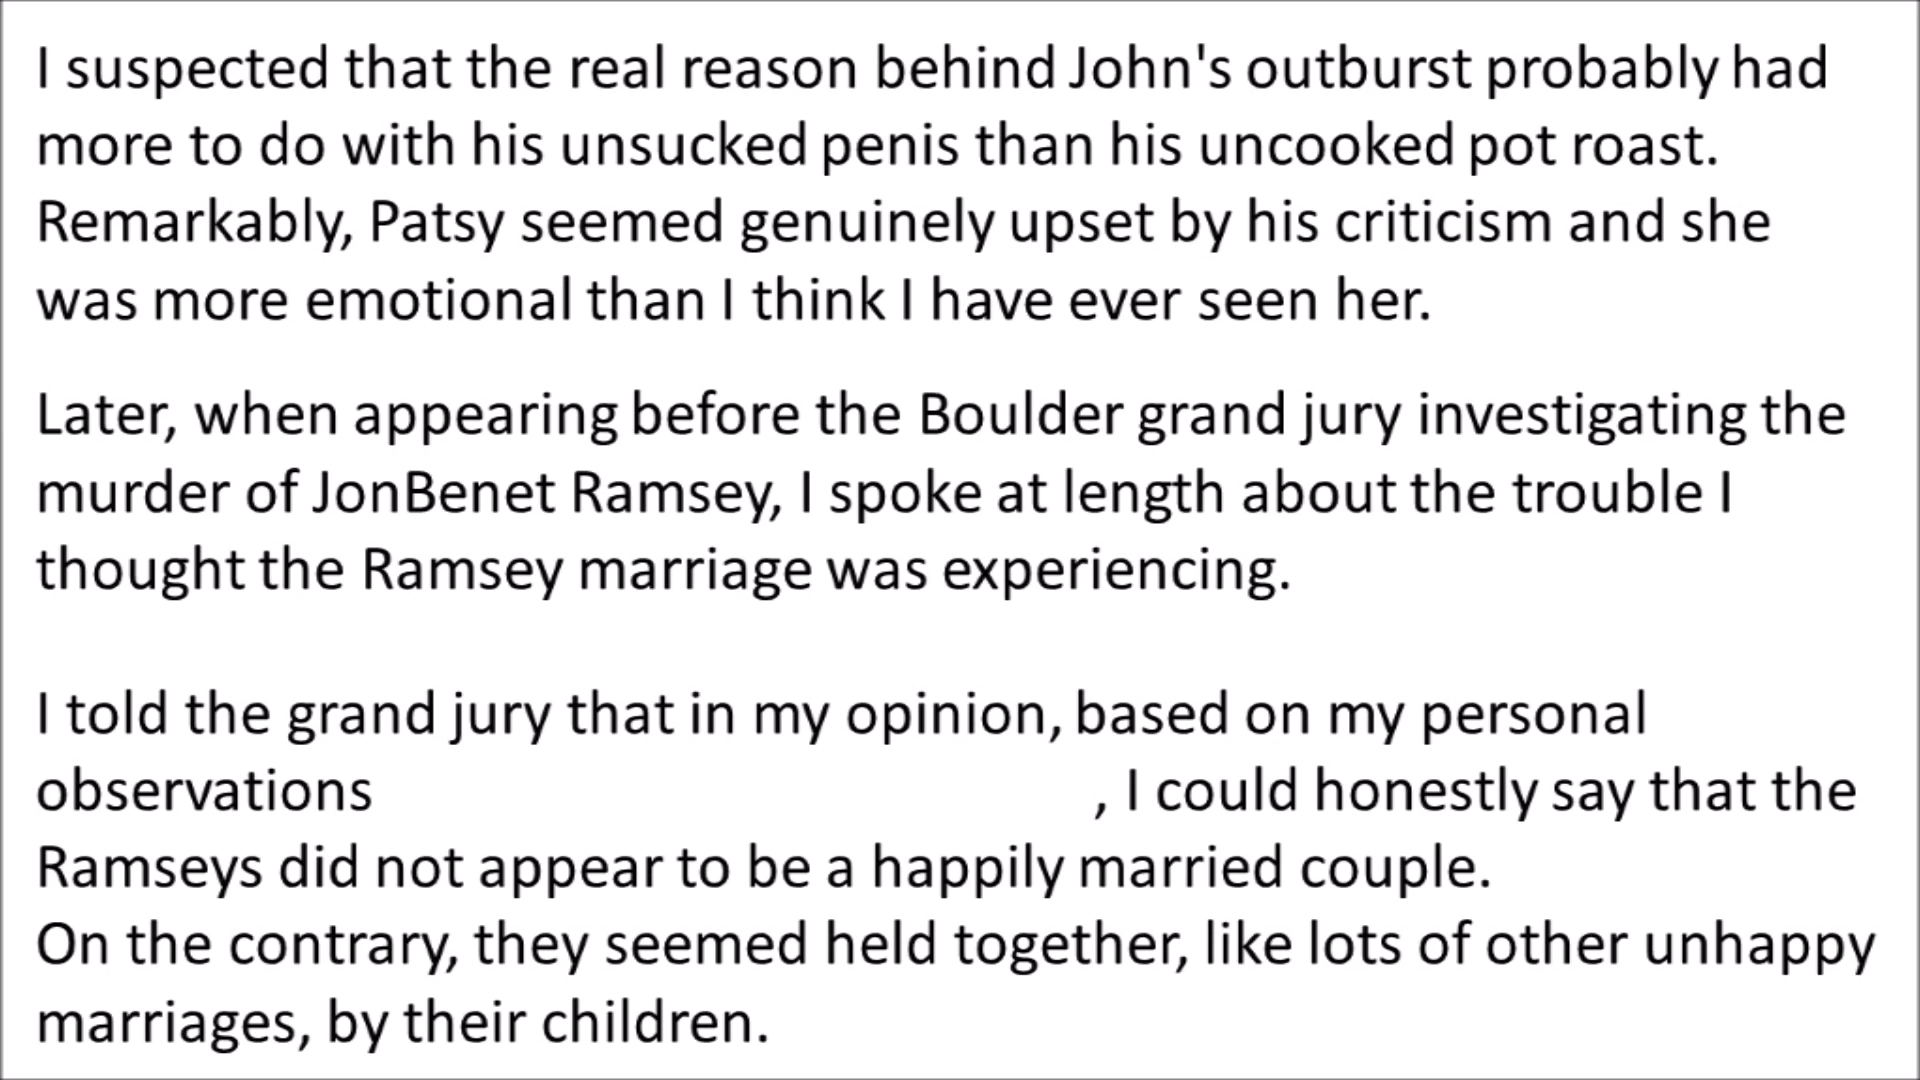 I suspected that the real reason behind John's outburst probably had
more to do with his unsucked penis than his uncooked pot roast.
Remarkably, Patsy seemed genuinely upset by his criticism and she
was more emotional than I think I have ever seen her.
Later, when appearing before the Boulder grand jury investigating the
murder of JonBenet Ramsey, I spoke at length about the trouble I
thought the Ramsey marriage was experiencing.
I told the grand jury that in my opinion, based on my personal
observations , I could honestly say that the
Ramseys did not appear to be a happily married couple.
On the contrary, they seemed held together, like lots of other unhappy
marriages, by their children.